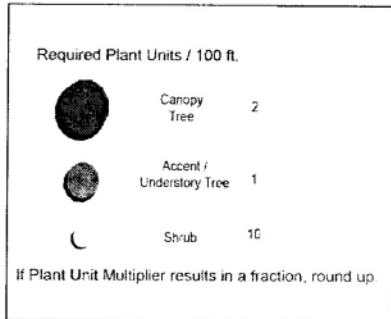 Required Plant Units / 100 ft.
Canopy
Tree 2
Accent /
Understory Tree 1
Shrub 10
If Plant Unit Multiplier results in a fraction, round up.